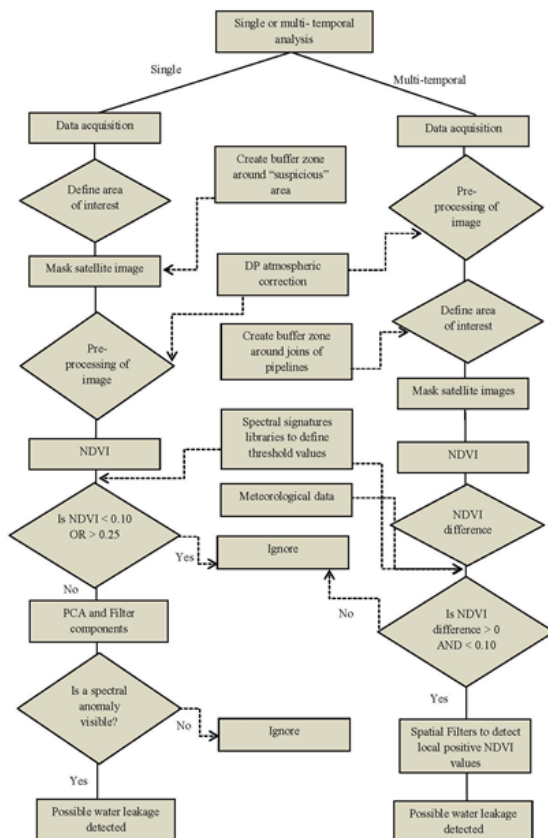 Single or multi- temporal
analysis
Single
Multi-temporal
Data acquisition
Data acquisition
Create buffer zone
around "suspicious"
area
Define area
of interest
Pre-
processing of
image
Mask satellite image
DP atmospheric
correction
Define area
of interest
Pre-
processing of
image
Create buffer zone
around joins of
pipelines
Mask satellite images
NDVI
Spectral signatures
libraries to define
threshold values
NDVI
Meteorological data
NDVI
difference
Is NDVI < 0.10
OR > 0.25
Yes
Ignore
No
No
PCA and Filter
components
Is NDVI
difference > 0
AND < 0.10
Is a spectral
anomaly
visible?
No
Ignore
Yes
Spatial Filters to detect
local positive NDVI
values
Yes
Possible water leakage
detected
Possible water leakage
detected